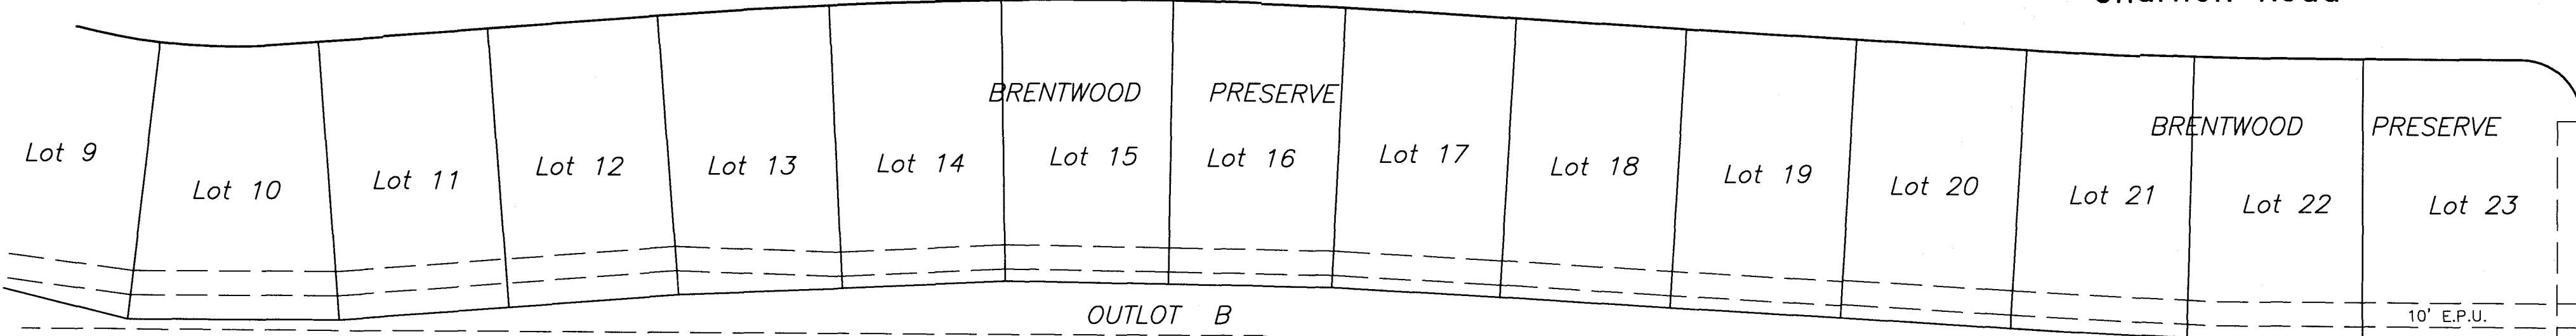 BRENTWOOD PRESERVE
BRENTWOOD PRESERVE
Lot 9
Lot 10
Lot 11
Lot 12
Lot 13
Lot 14
Lot 15
Lot 16
Lot 17
Lot 18
Lot 19
Lot 20
Lot 21
Lot 22
Lot 23
OUTLOT B
10' E.P.U.